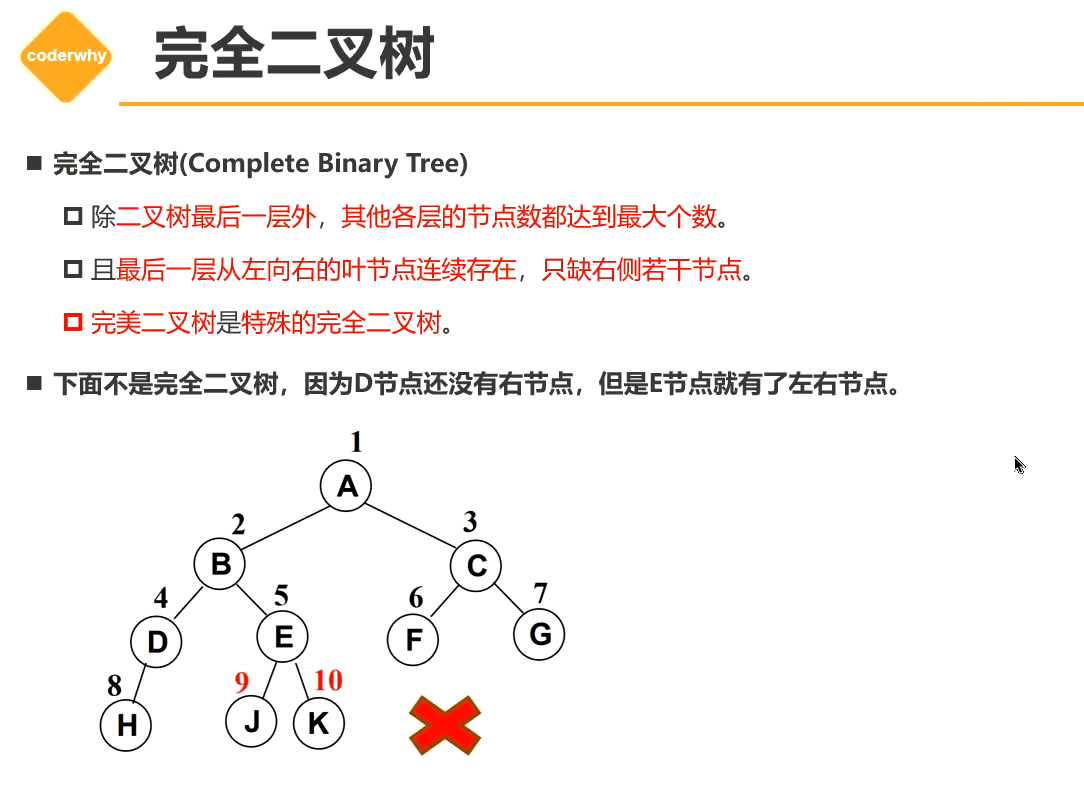 coderwhy
完全二叉树
完全二叉树(Complete Binary Tree)
除二叉树最后一层外，其他各层的节点数都达到最大个数。
且最后一层从左向右的叶节点连续存在，只缺右侧若干节点。
完美二叉树是特殊的完全二叉树。
下面不是完全二叉树，因为D节点还没有右节点，但是E节点就有了左右节点。
1
A
2 3
B C
4 5 6 7
D E F G
8 9 10
H J K